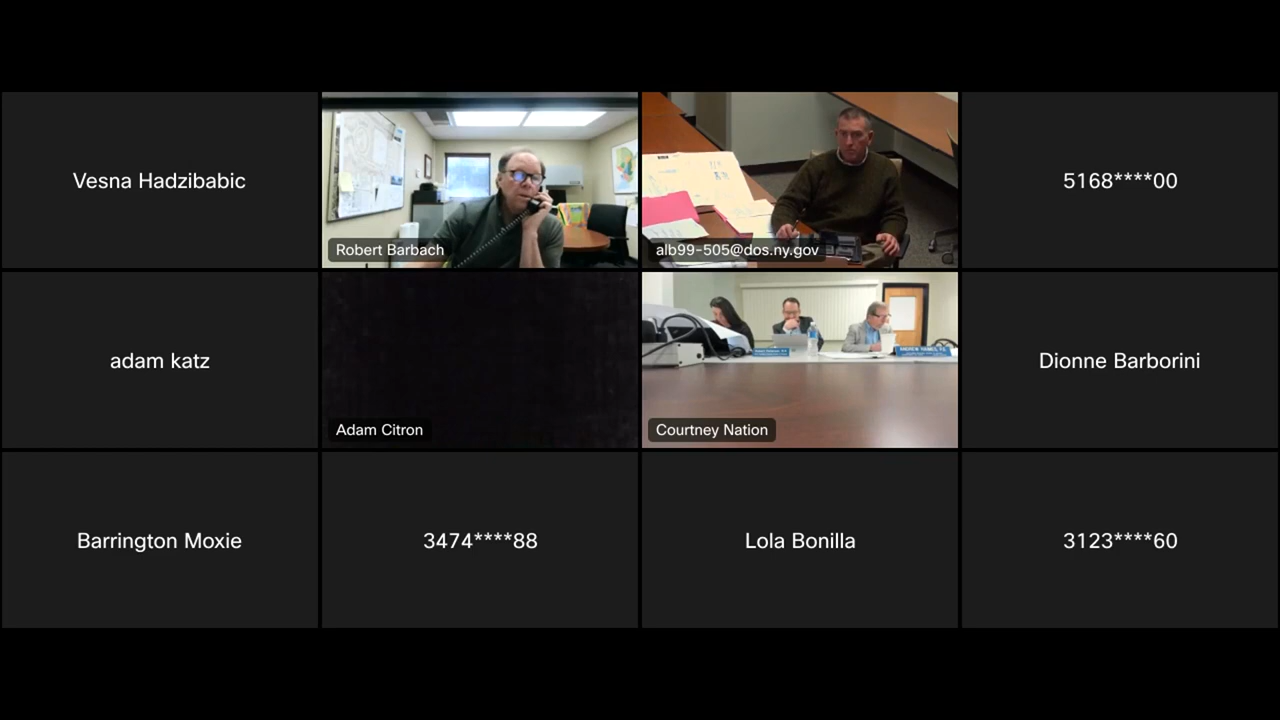 Vesna Hadzibabic
Robert Barbach
alb99-505@dos.ny.gov
5168****00
adam katz
Adam Citron
Courtney Nation
Dionne Barborini
Barrington Moxie
3474****88
Lola Bonilla
3123****60